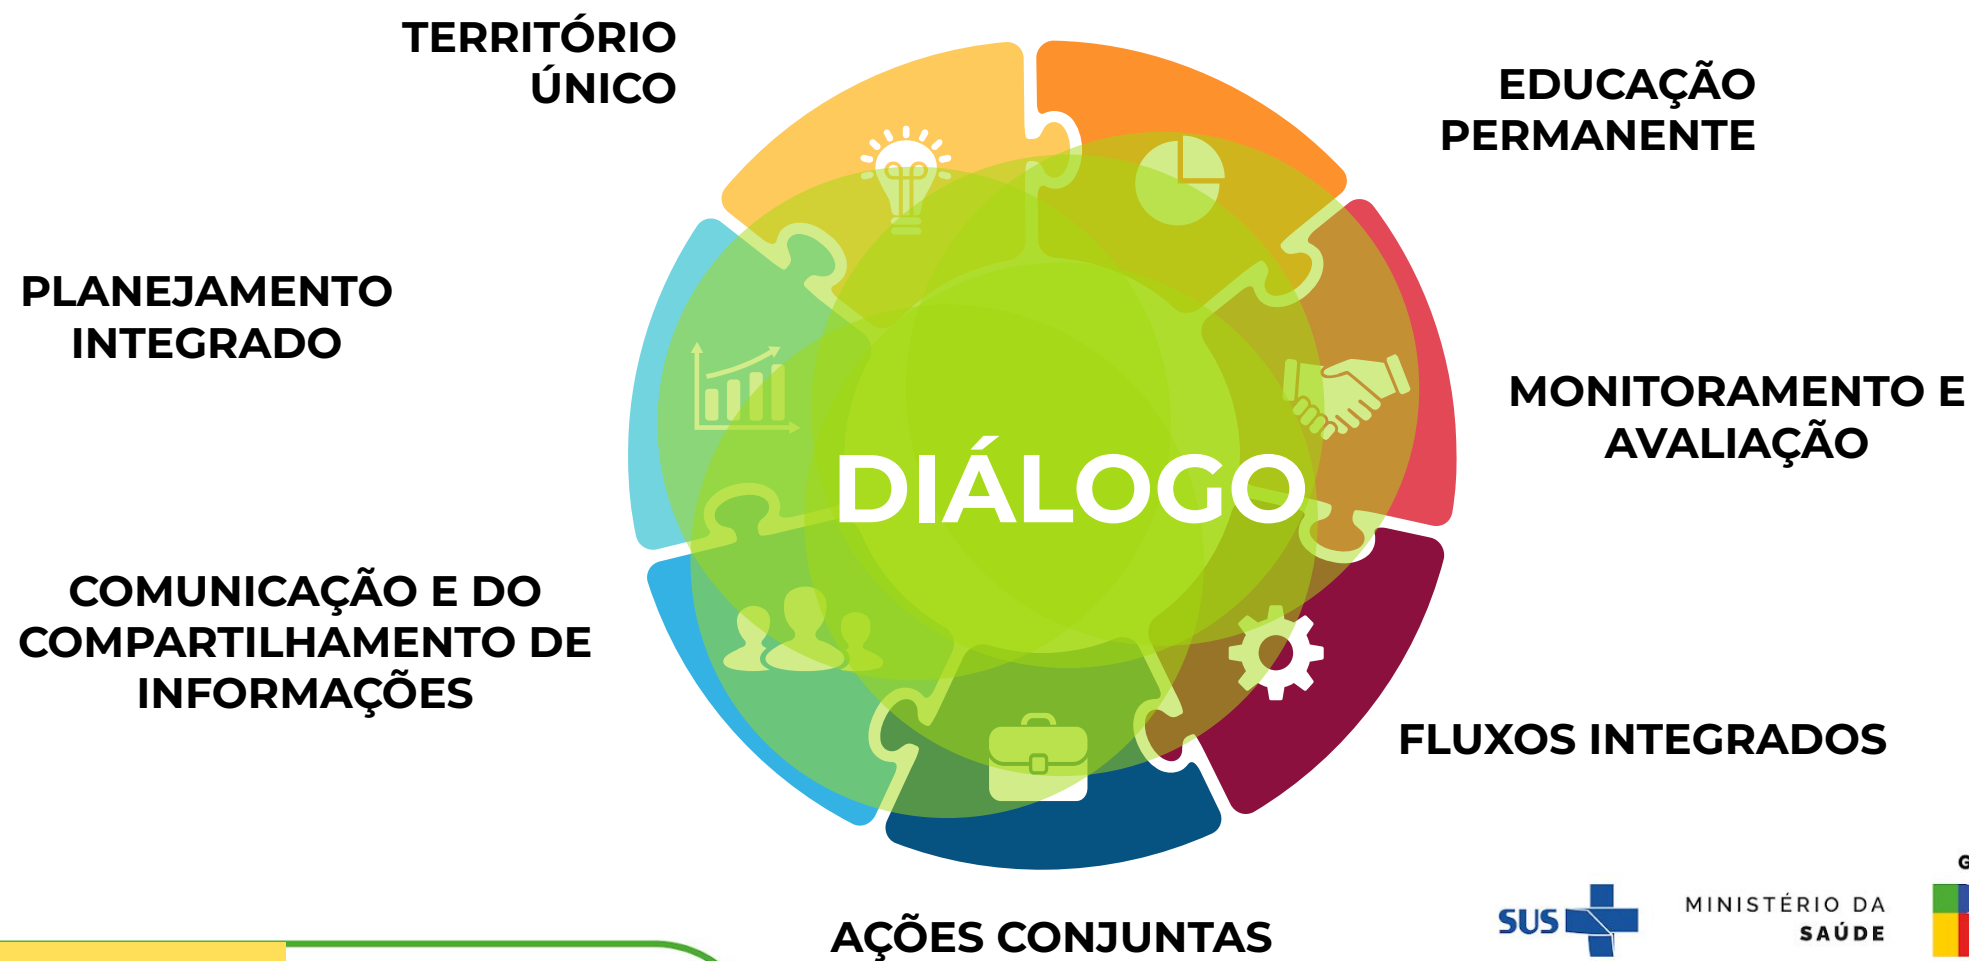 TERRITÓRIO
ÚNICO
EDUCAÇÃO
PERMANENTE
PLANEJAMENTO
INTEGRADO
MONITORAMENTO E
AVALIAÇÃO
DIÁLOGO
COMUNICAÇÃO E DO
COMPARTILHAMENTO DE
INFORMAÇÕES
FLUXOS INTEGRADOS
AÇÕES CONJUNTAS
SUS
MINISTÉRIO DA
SAÚDE
G